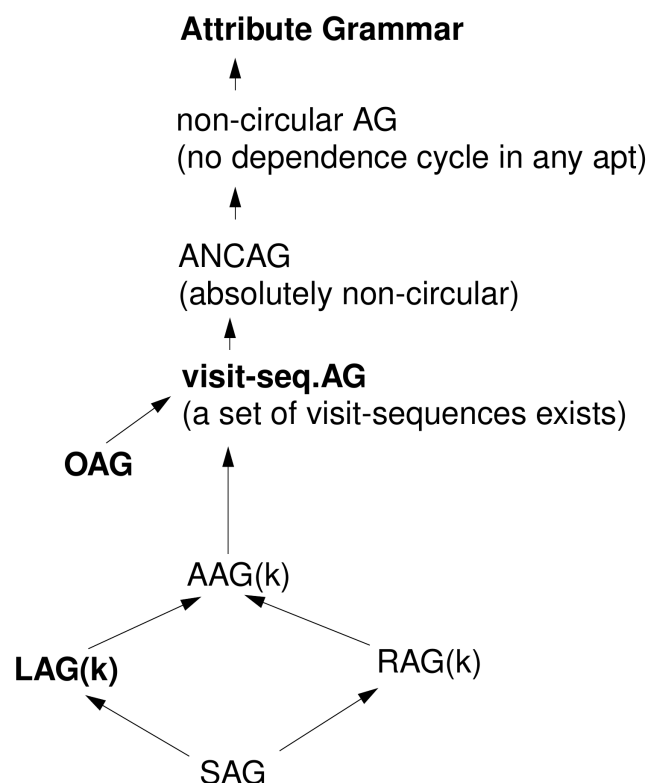 Attribute Grammar
non-circular AG
(no dependence cycle in any apt)
ANCAG
(absolutely non-circular)
visit-seq.AG
(a set of visit-sequences exists)
OAG
AAG(k)
LAG(k)
RAG(k)
SAG